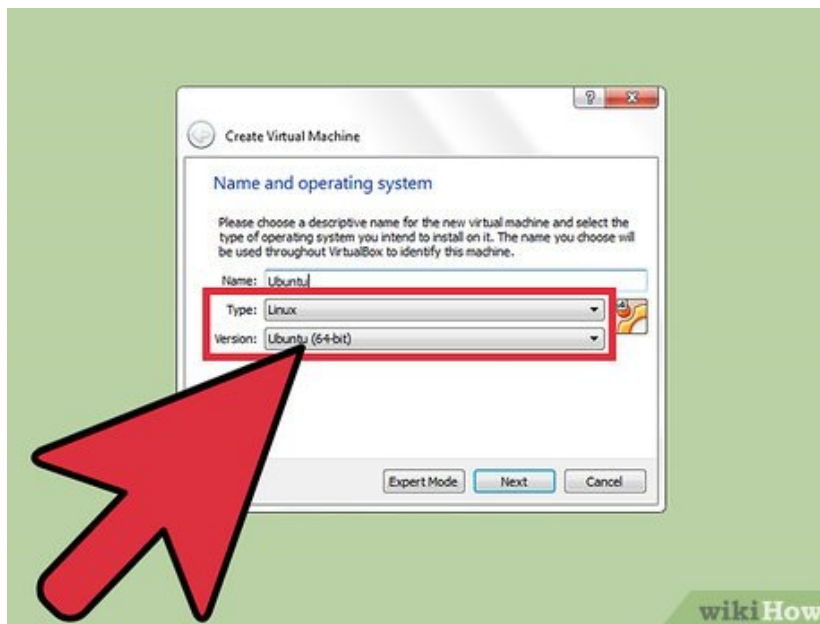 ?
Create Virtual Machine
Name and operating system
Please choose a descriptive name for the new virtual machine and select the
type of operating system you intend to install on it. The name you choose will
be used throughout VirtualBox to identify this machine.
Name: Ubuntu
Type: Linux
Version: Ubuntu (64-bit)
Expert Mode Next Cancel
wikiHow